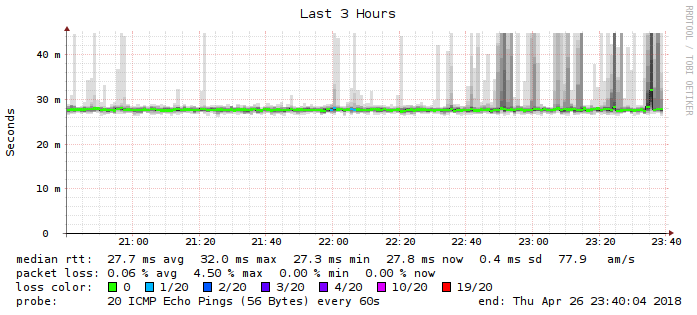 Last 3 Hours
RRDTOOL / TOBI OETIKER
Seconds
40 m
30 m
20 m
10 m
0
21:00 21:20 21:40 22:00 22:20 22:40 23:00 23:20 23:40
median rtt: 27.7 ms avg 32.0 ms max 27.3 ms min 27.8 ms now 0.4 ms sd 77.9 am/s
packet loss: 0.06 % avg 4.50 % max 0.00 % min 0.00 % now
loss color: 0 1/20 2/20 3/20 4/20 10/20 19/20
probe: 20 ICMP Echo Pings (56 Bytes) every 60s end: Thu Apr 26 23:40:04 2018